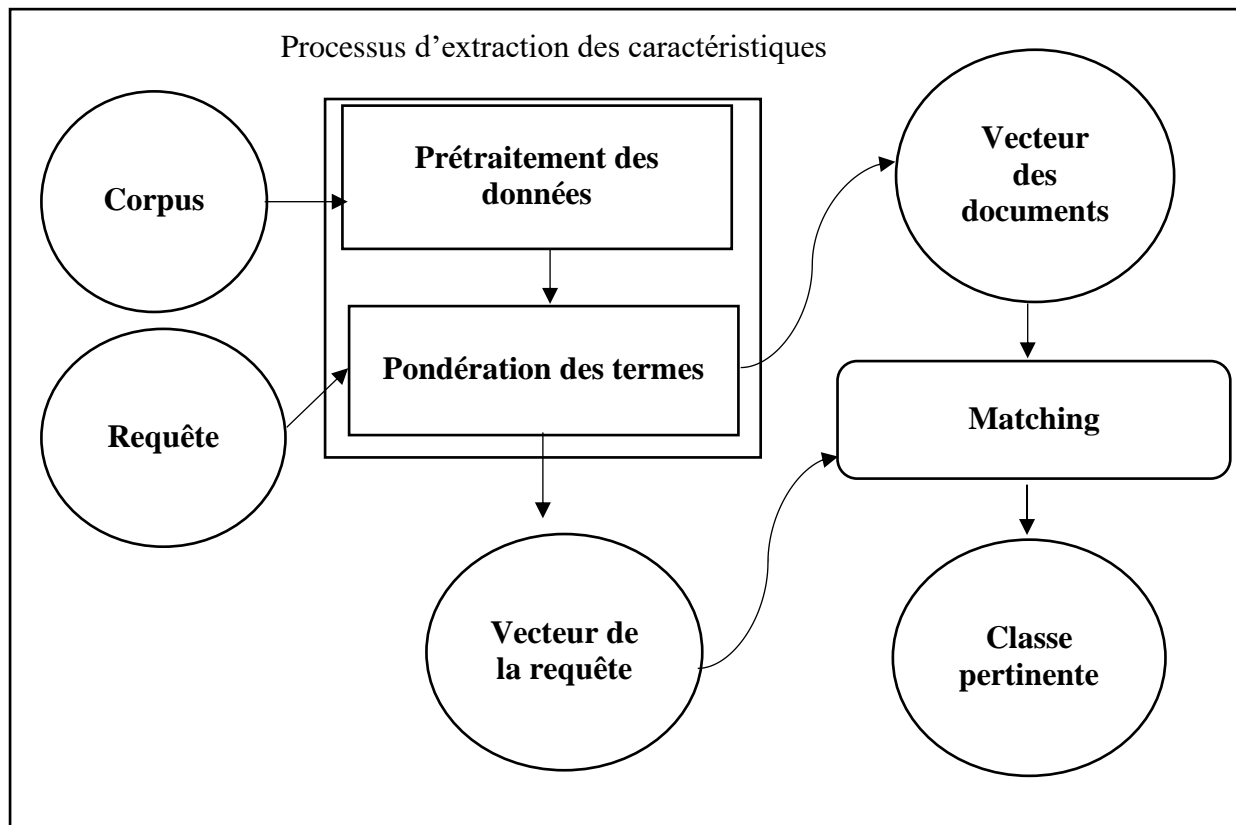 Processus d’extraction des caractéristiques
Corpus
Prétraitement des
données
Vecteur
des
documents
Requête
Pondération des termes
Matching
Vecteur de
la requête
Classe
pertinente